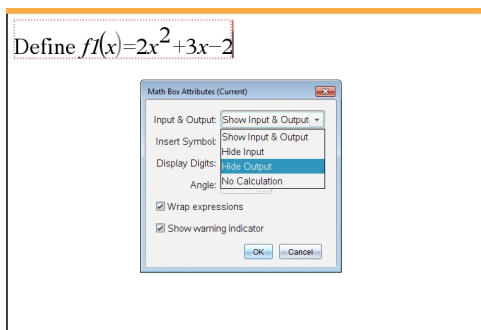 Define f1(x)=2x²+3x−2
Math Box Attributes (Current)
Input & Output: Show Input & Output
Show Input & Output
Insert Symbol:
Hide Input
Display Digits:
Hide Output
Angle:
No Calculation
Wrap expressions
Show warning indicator
OK Cancel